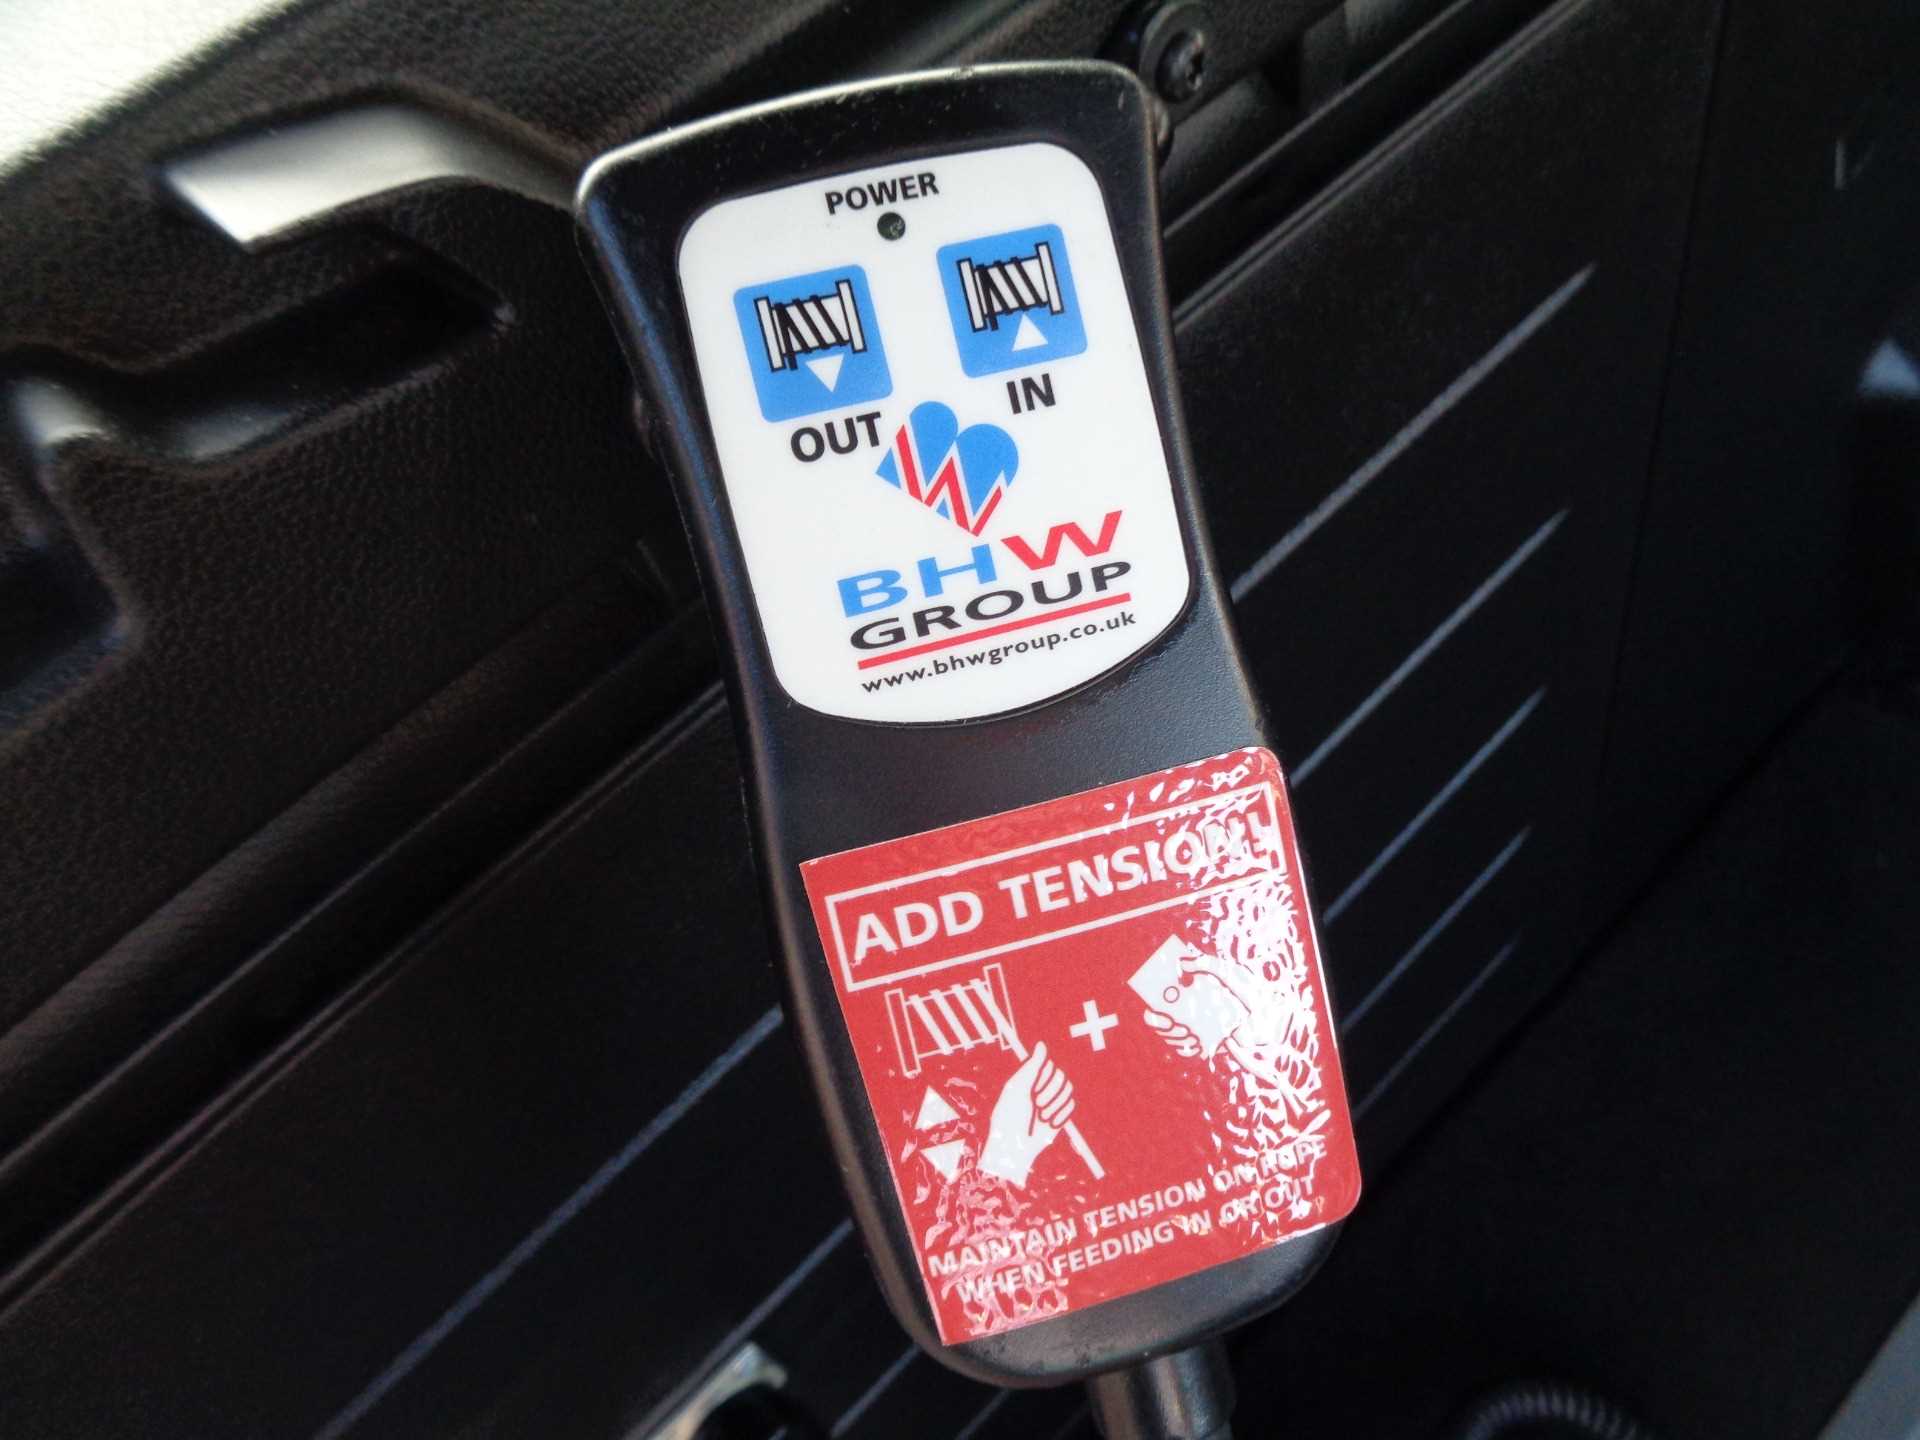 POWER
OUT
IN
BHW
GROUP
www.bhwgroup.co.uk
ADD TENSION!
+
MAINTAIN TENSION ON ROPE
WHEN FEEDING IN OR OUT